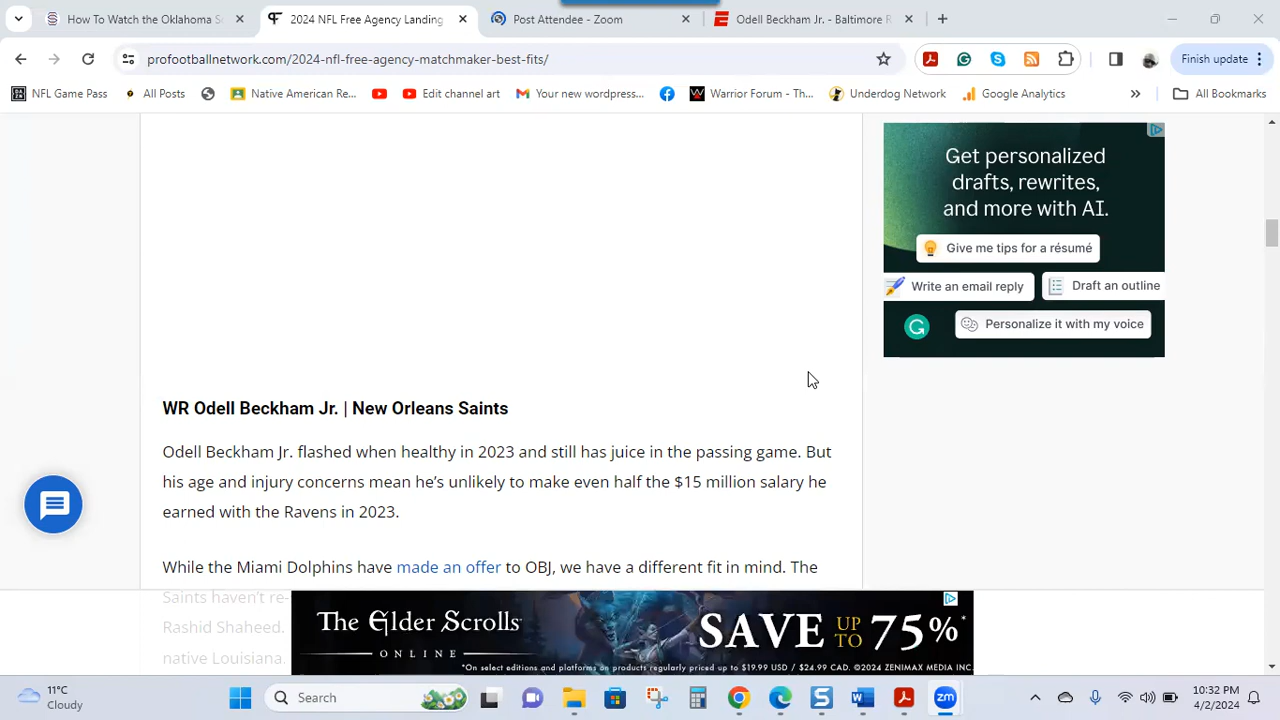 How To Watch the Oklahoma S
2024 NFL Free Agency Landing
Post Attendee - Zoom
Odell Beckham Jr. - Baltimore R
profootballnetwork.com/2024-nfl-free-agency-matchmaker-best-fits/
Finish update
NFL Game Pass
All Posts
Native American Re...
Edit channel art
Your new wordpress...
Warrior Forum - Th...
Underdog Network
Google Analytics
All Bookmarks
Get personalized
drafts, rewrites,
and more with AI.
Give me tips for a résumé
Write an email reply
Draft an outline
Personalize it with my voice
WR Odell Beckham Jr. | New Orleans Saints
Odell Beckham Jr. flashed when healthy in 2023 and still has juice in the passing game. But
his age and injury concerns mean he's unlikely to make even half the $15 million salary he
earned with the Ravens in 2023.
While the Miami Dolphins have made an offer to OBJ, we have a different fit in mind. The
Saints haven't re-
Rashid Shaheed.
native Louisiana.
The Elder Scrolls
ONLINE
SAVE UP TO 75%*
*On select editions and platforms on products regularly priced up to $19.99 USD / $24.99 CAD. ©2024 ZENIMAX MEDIA INC.
11°C
Cloudy
Search
10:32 PM
4/2/2024